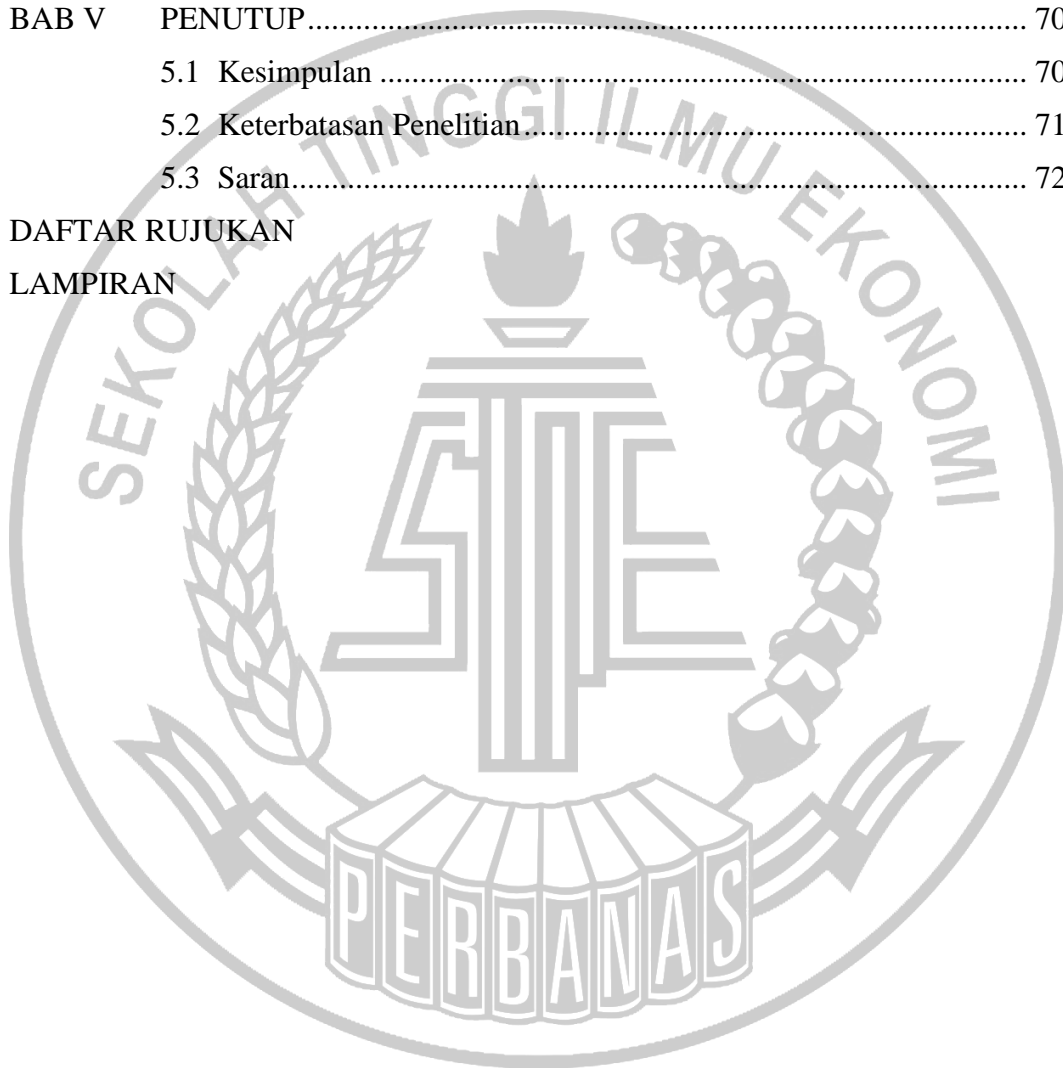 BAB V PENUTUP.......................................................................................... 70
5.1 Kesimpulan .................................................................................. 70
5.2 Keterbatasan Penelitian................................................................ 71
5.3 Saran............................................................................................. 72
DAFTAR RUJUKAN
LAMPIRAN
SEKOLAH TINGGI ILMU EKONOMI
STIE
PERBANAS